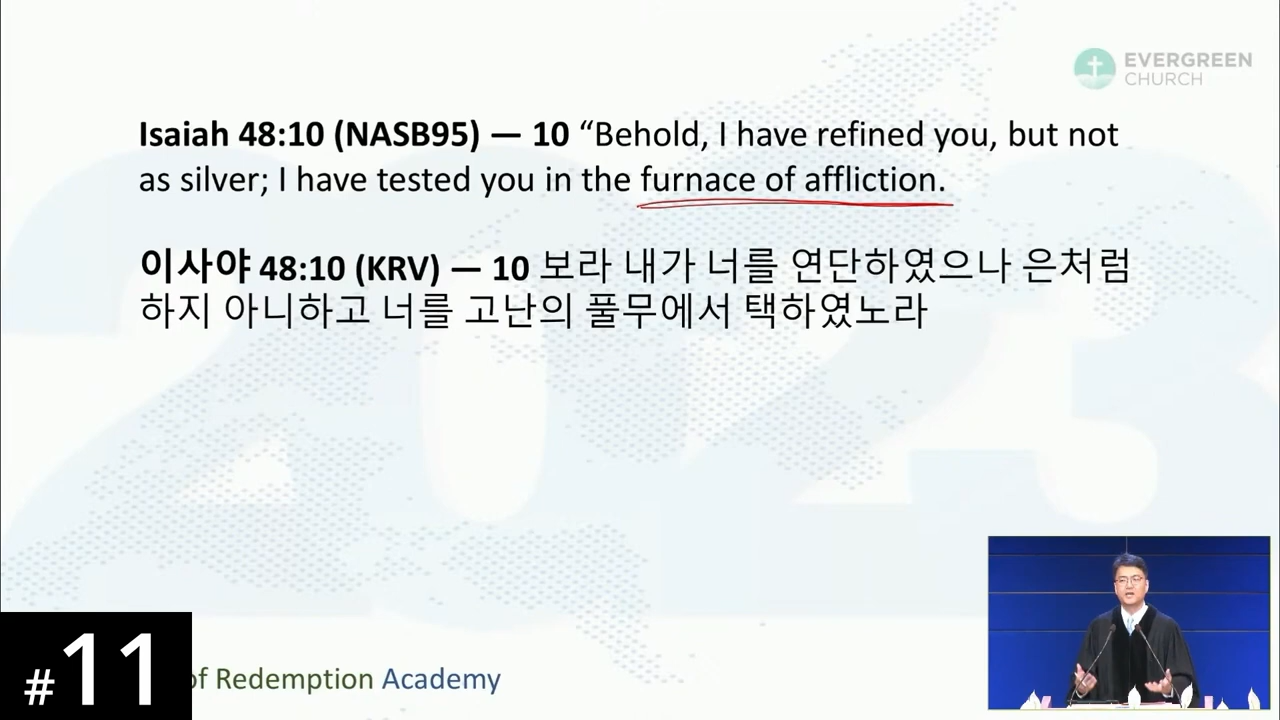 EVERGREEN
CHURCH
Isaiah 48:10 (NASB95) — 10 “Behold, I have refined you, but not
as silver; I have tested you in the furnace of affliction.
이사야 48:10 (KRV) — 10 보라 내가 너를 연단하였으나 은처럼
하지 아니하고 너를 고난의 풀무에서 택하였노라
#11
of Redemption Academy